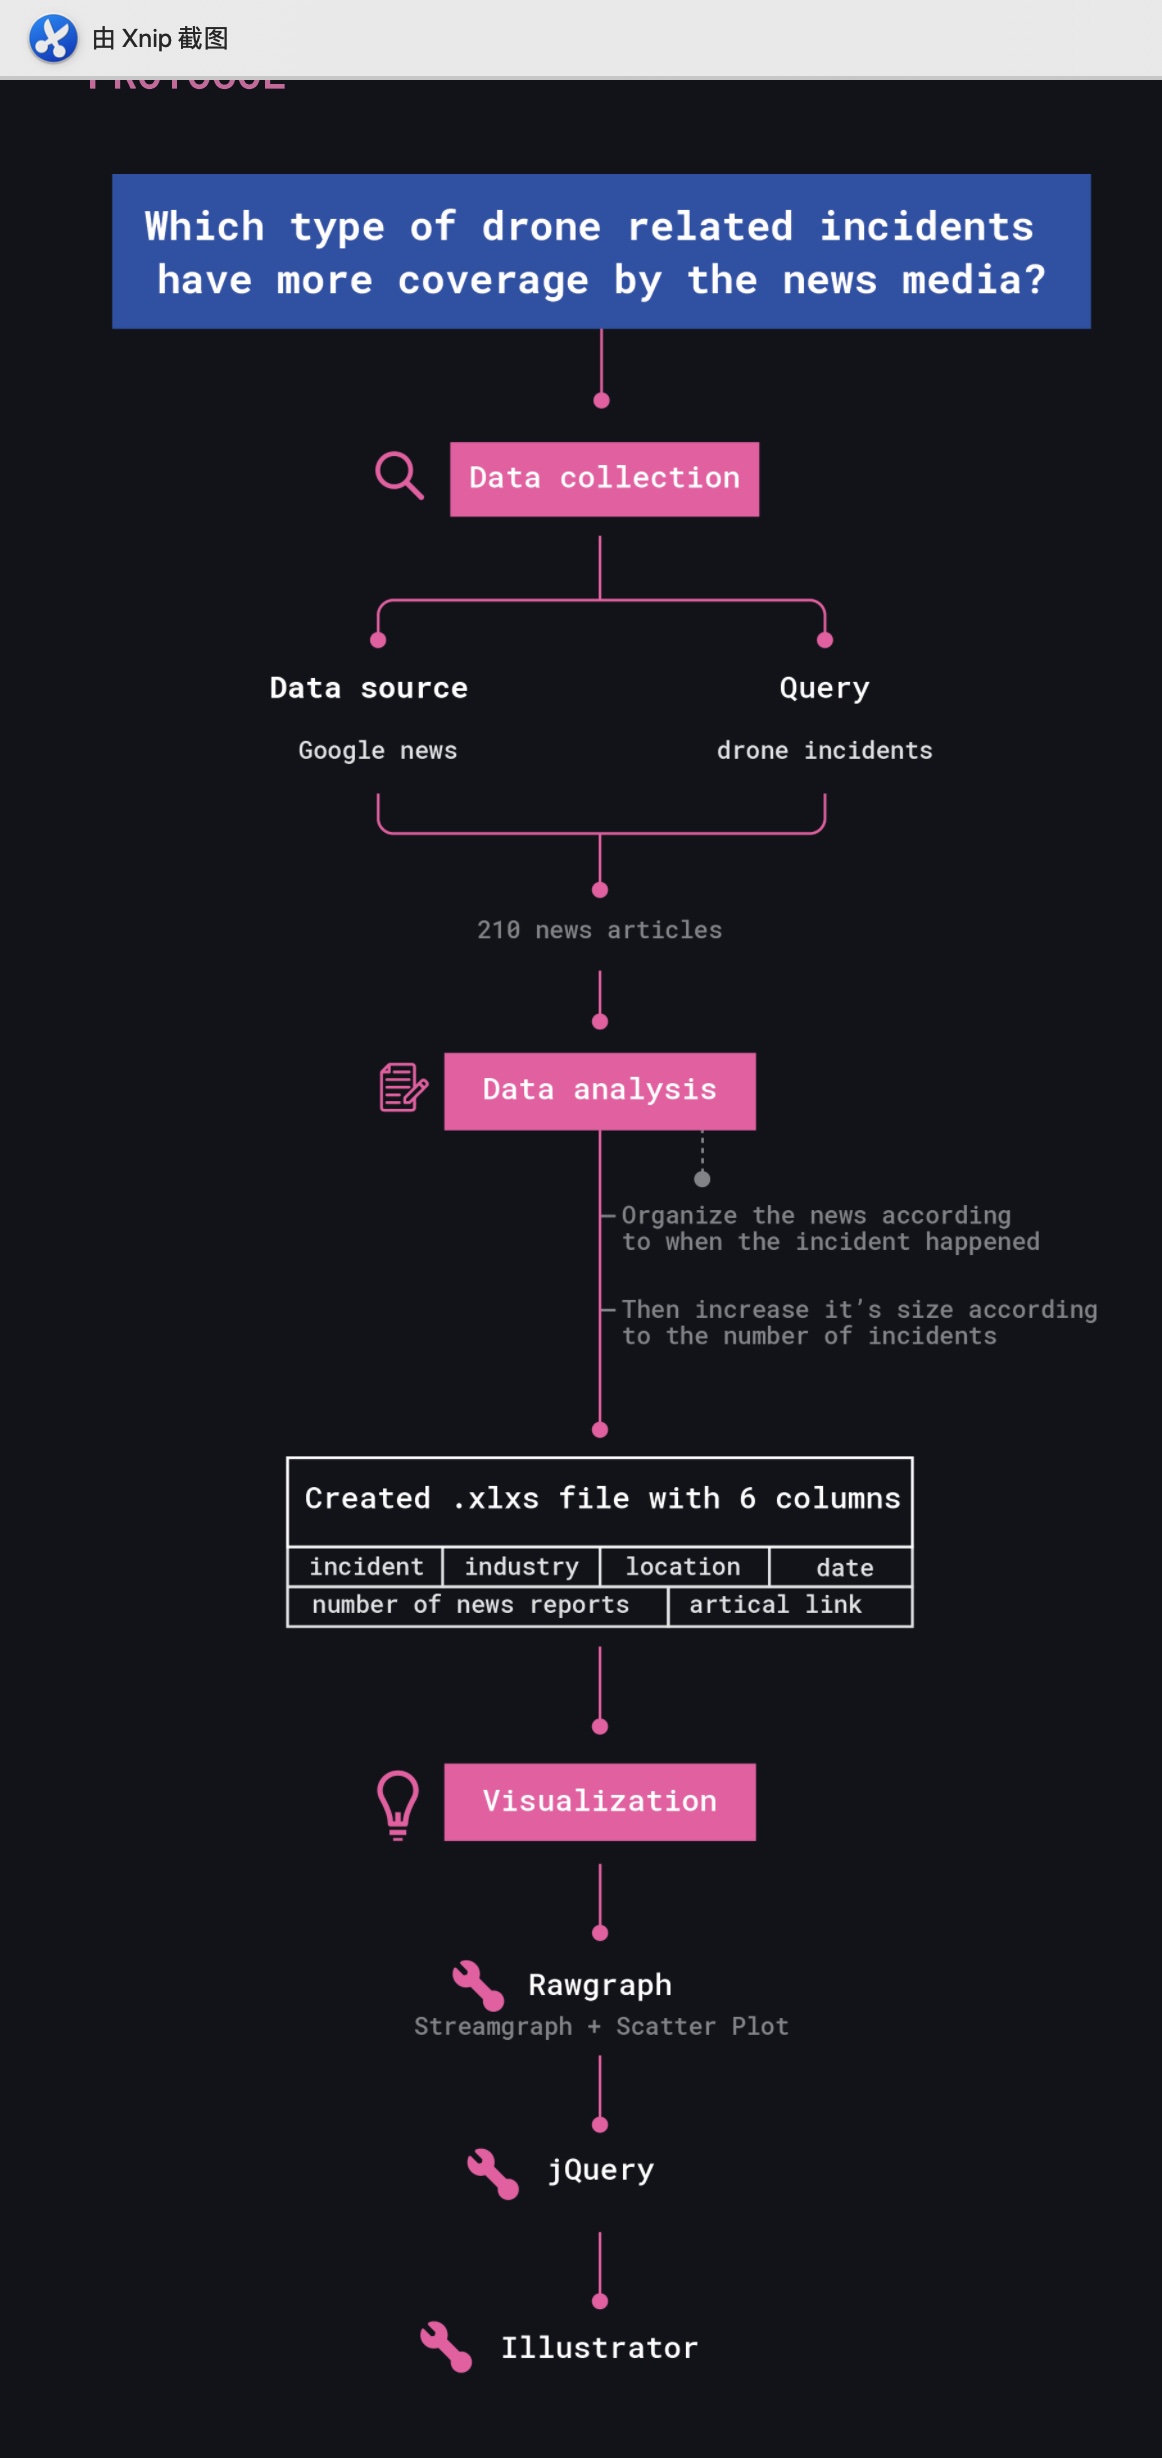 由 Xnip 截图
PROTOCOL
Which type of drone related incidents
have more coverage by the news media?
Data collection
Data source
Query
Google news
drone incidents
210 news articles
Data analysis
Organize the news according
to when the incident happened
Then increase it’s size according
to the number of incidents
Created .xlxs file with 6 columns
incident industry location date
number of news reports artical link
Visualization
Rawgraph
Streamgraph + Scatter Plot
jQuery
Illustrator